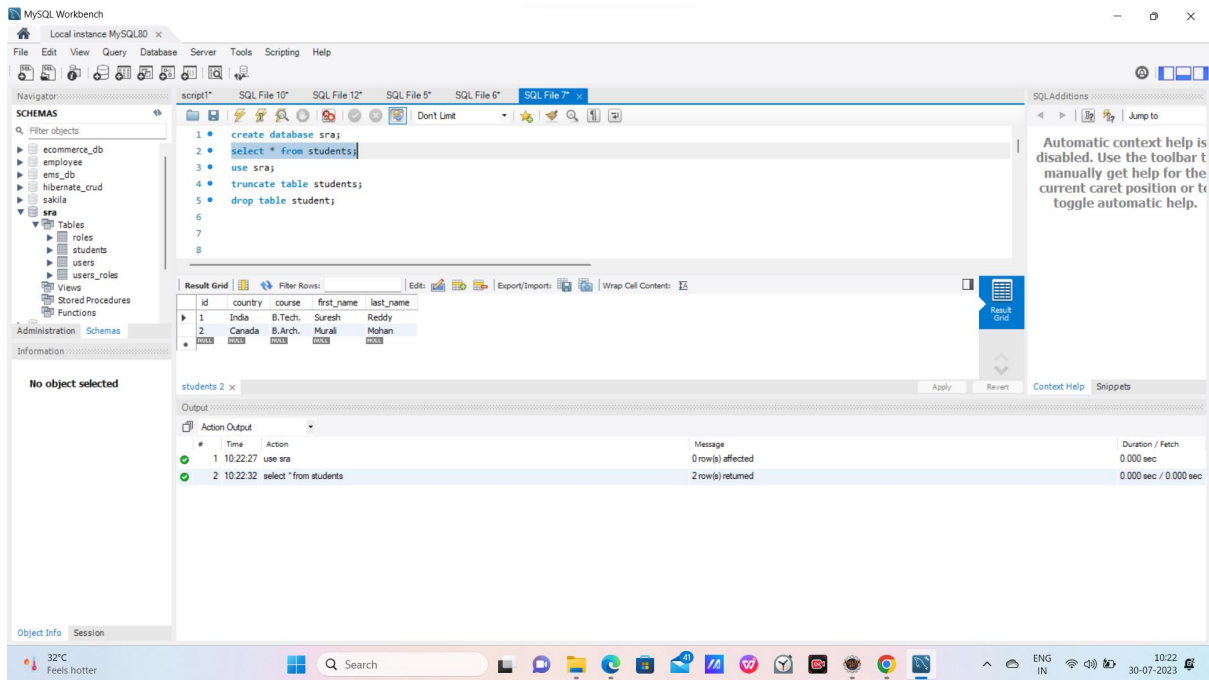 MySQL Workbench
Local instance MySQL80
File Edit View Query Database Server Tools Scripting Help
Navigator
SCHEMAS
Filter objects
ecommerce_db
employee
ems_db
hibernate_crud
sakila
sra
Tables
roles
students
users
users_roles
Views
Stored Procedures
Functions
Administration Schemas
Information
No object selected
Object Info Session
script1* SQL File 10* SQL File 12* SQL File 5* SQL File 6* SQL File 7*
Don't Limit
1 create database sra;
2 select * from students;
3 use sra;
4 truncate table students;
5 drop table student;
6
7
8
Result Grid Filter Rows: Edit: Export/Import: Wrap Cell Content:
id country course first_name last_name
1 India B.Tech. Suresh Reddy
2 Canada B.Arch. Murali Mohan
NULL NULL NULL NULL NULL
Result Grid
students 2 Apply Revert
Output
Action Output
# Time Action Message Duration / Fetch
1 10:22:27 use sra 0 row(s) affected 0.000 sec
2 10:22:32 select * from students 2 row(s) returned 0.000 sec / 0.000 sec
SQLAdditions
Jump to
Automatic context help is
disabled. Use the toolbar t
manually get help for the
current caret position or to
toggle automatic help.
Context Help Snippets
32°C
Feels hotter
Search
41
ENG
IN
10:22
30-07-2023